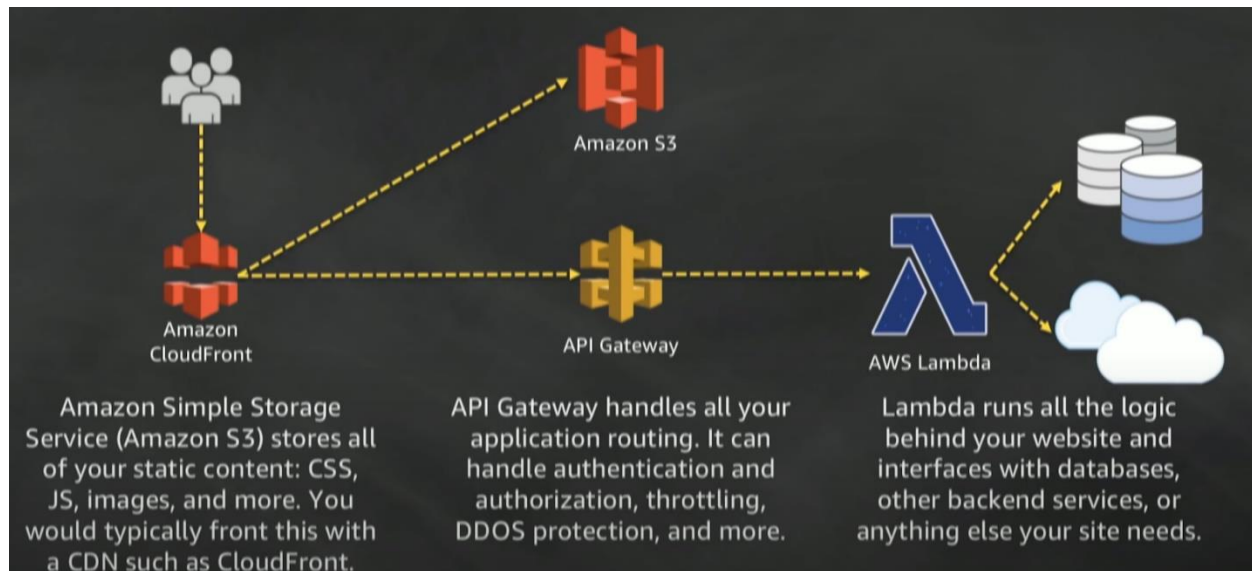 Amazon S3
Amazon
CloudFront
API Gateway
AWS Lambda
Amazon Simple Storage
Service (Amazon S3) stores all
of your static content: CSS,
JS, images, and more. You
would typically front this with
a CDN such as CloudFront.
API Gateway handles all your
application routing. It can
handle authentication and
authorization, throttling,
DDOS protection, and more.
Lambda runs all the logic
behind your website and
interfaces with databases,
other backend services, or
anything else your site needs.